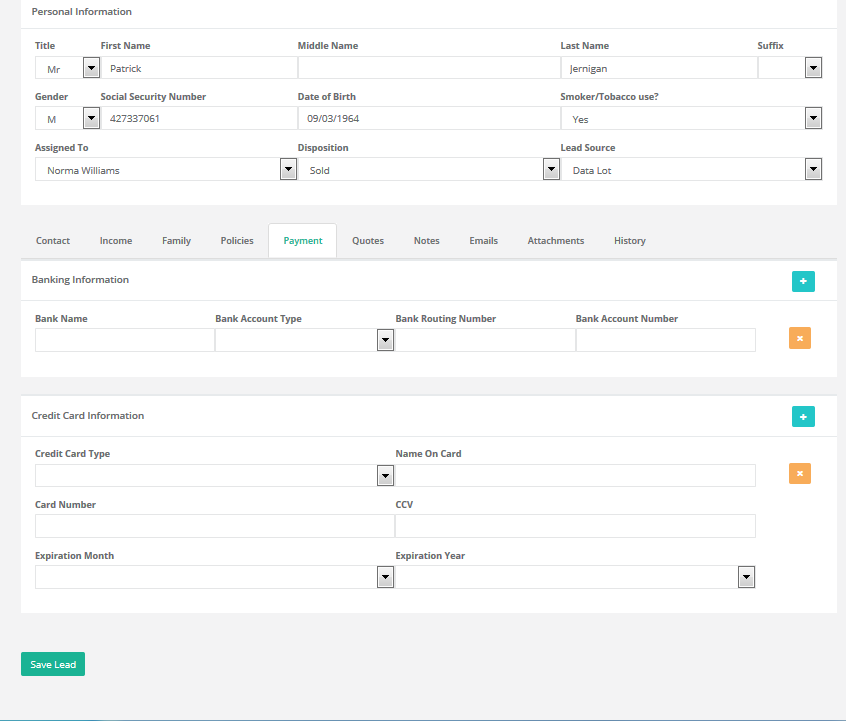 Personal Information
Title First Name Middle Name Last Name Suffix
Mr Patrick Jernigan
Gender Social Security Number Date of Birth Smoker/Tobacco use?
M 427337061 09/03/1964 Yes
Assigned To Disposition Lead Source
Norma Williams Sold Data Lot
Contact Income Family Policies Payment Quotes Notes Emails Attachments History
Banking Information
Bank Name Bank Account Type Bank Routing Number Bank Account Number
Credit Card Information
Credit Card Type Name On Card
Card Number CCV
Expiration Month Expiration Year
Save Lead